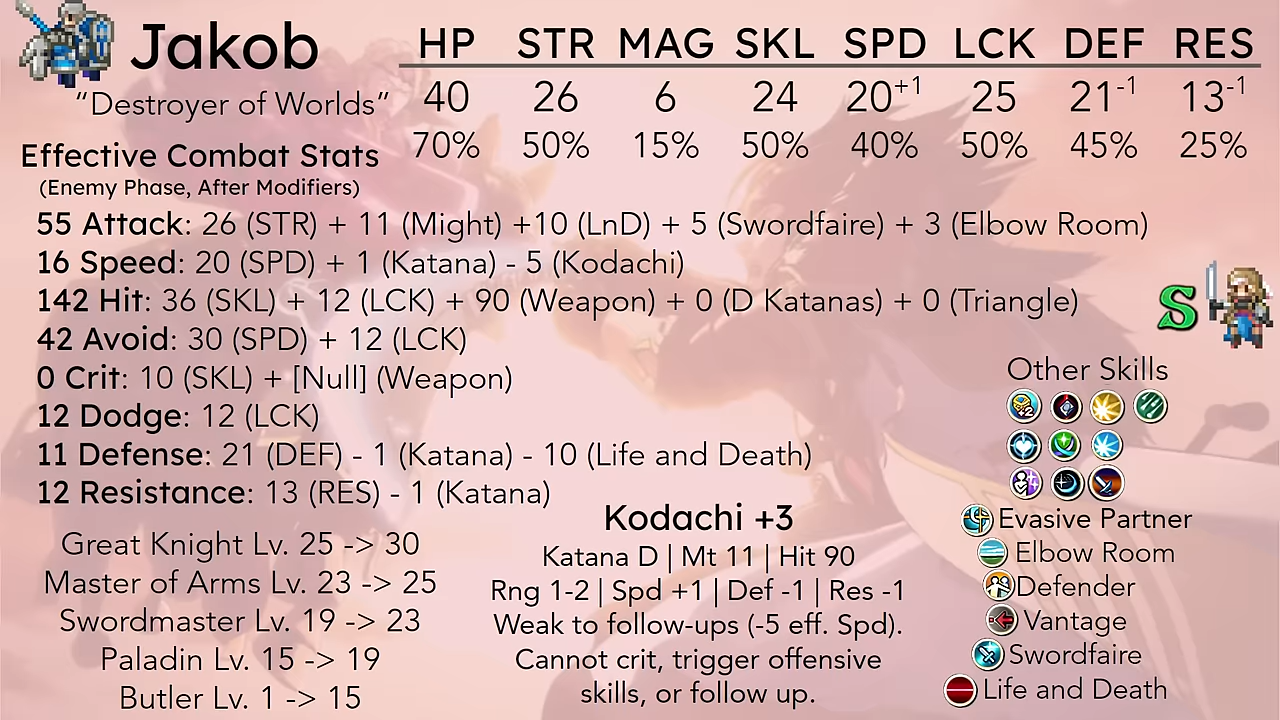 Jakob
"Destroyer of Worlds"
HP STR MAG SKL SPD LCK DEF RES
40 26 6 24 20+1 25 21-1 13-1
70% 50% 15% 50% 40% 50% 45% 25%
Effective Combat Stats
(Enemy Phase, After Modifiers)
55 Attack: 26 (STR) + 11 (Might) +10 (LnD) + 5 (Swordfaire) + 3 (Elbow Room)
16 Speed: 20 (SPD) + 1 (Katana) - 5 (Kodachi)
142 Hit: 36 (SKL) + 12 (LCK) + 90 (Weapon) + 0 (D Katanas) + 0 (Triangle)
42 Avoid: 30 (SPD) + 12 (LCK)
0 Crit: 10 (SKL) + [Null] (Weapon)
12 Dodge: 12 (LCK)
11 Defense: 21 (DEF) - 1 (Katana) - 10 (Life and Death)
12 Resistance: 13 (RES) - 1 (Katana)
Great Knight Lv. 25 -> 30
Master of Arms Lv. 23 -> 25
Swordmaster Lv. 19 -> 23
Paladin Lv. 15 -> 19
Butler Lv. 1 -> 15
Kodachi +3
Katana D | Mt 11 | Hit 90
Rng 1-2 | Spd +1 | Def -1 | Res -1
Weak to follow-ups (-5 eff. Spd).
Cannot crit, trigger offensive
skills, or follow up.
S
Other Skills
+2
Evasive Partner
Elbow Room
Defender
Vantage
Swordfaire
Life and Death